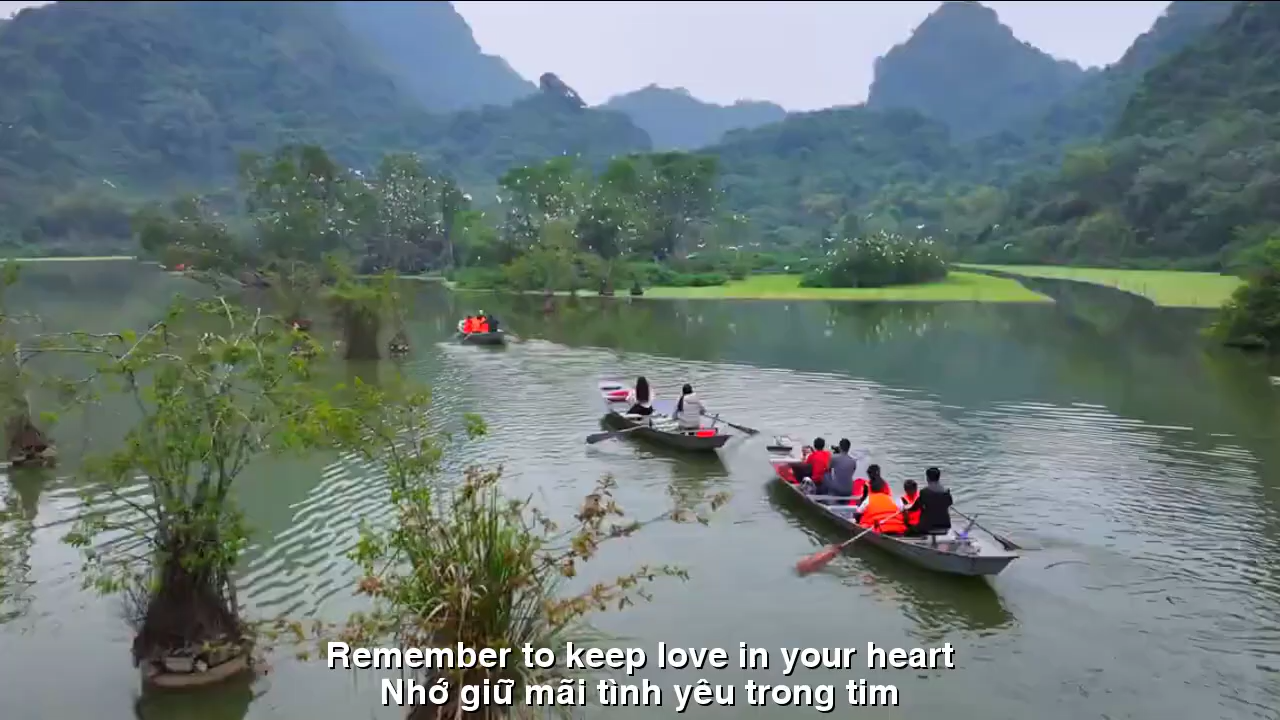 Remember to keep love in your heart
Nhớ giữ mãi tình yêu trong tim